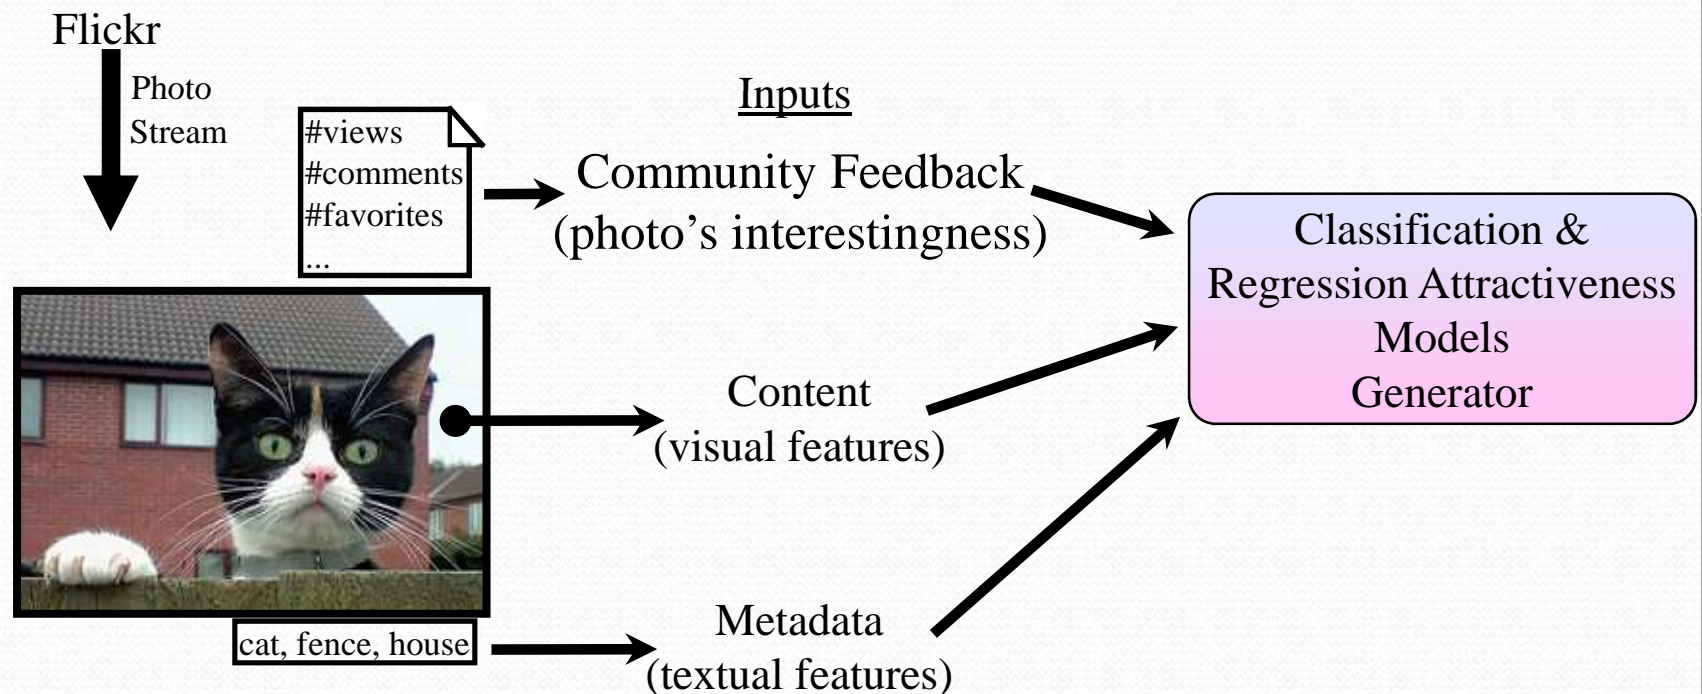 Flickr
Photo
Stream
#views
#comments
#favorites
...
cat, fence, house
Inputs
Community Feedback
(photo’s interestingness)
Content
(visual features)
Metadata
(textual features)
Classification &
Regression Attractiveness
Models
Generator